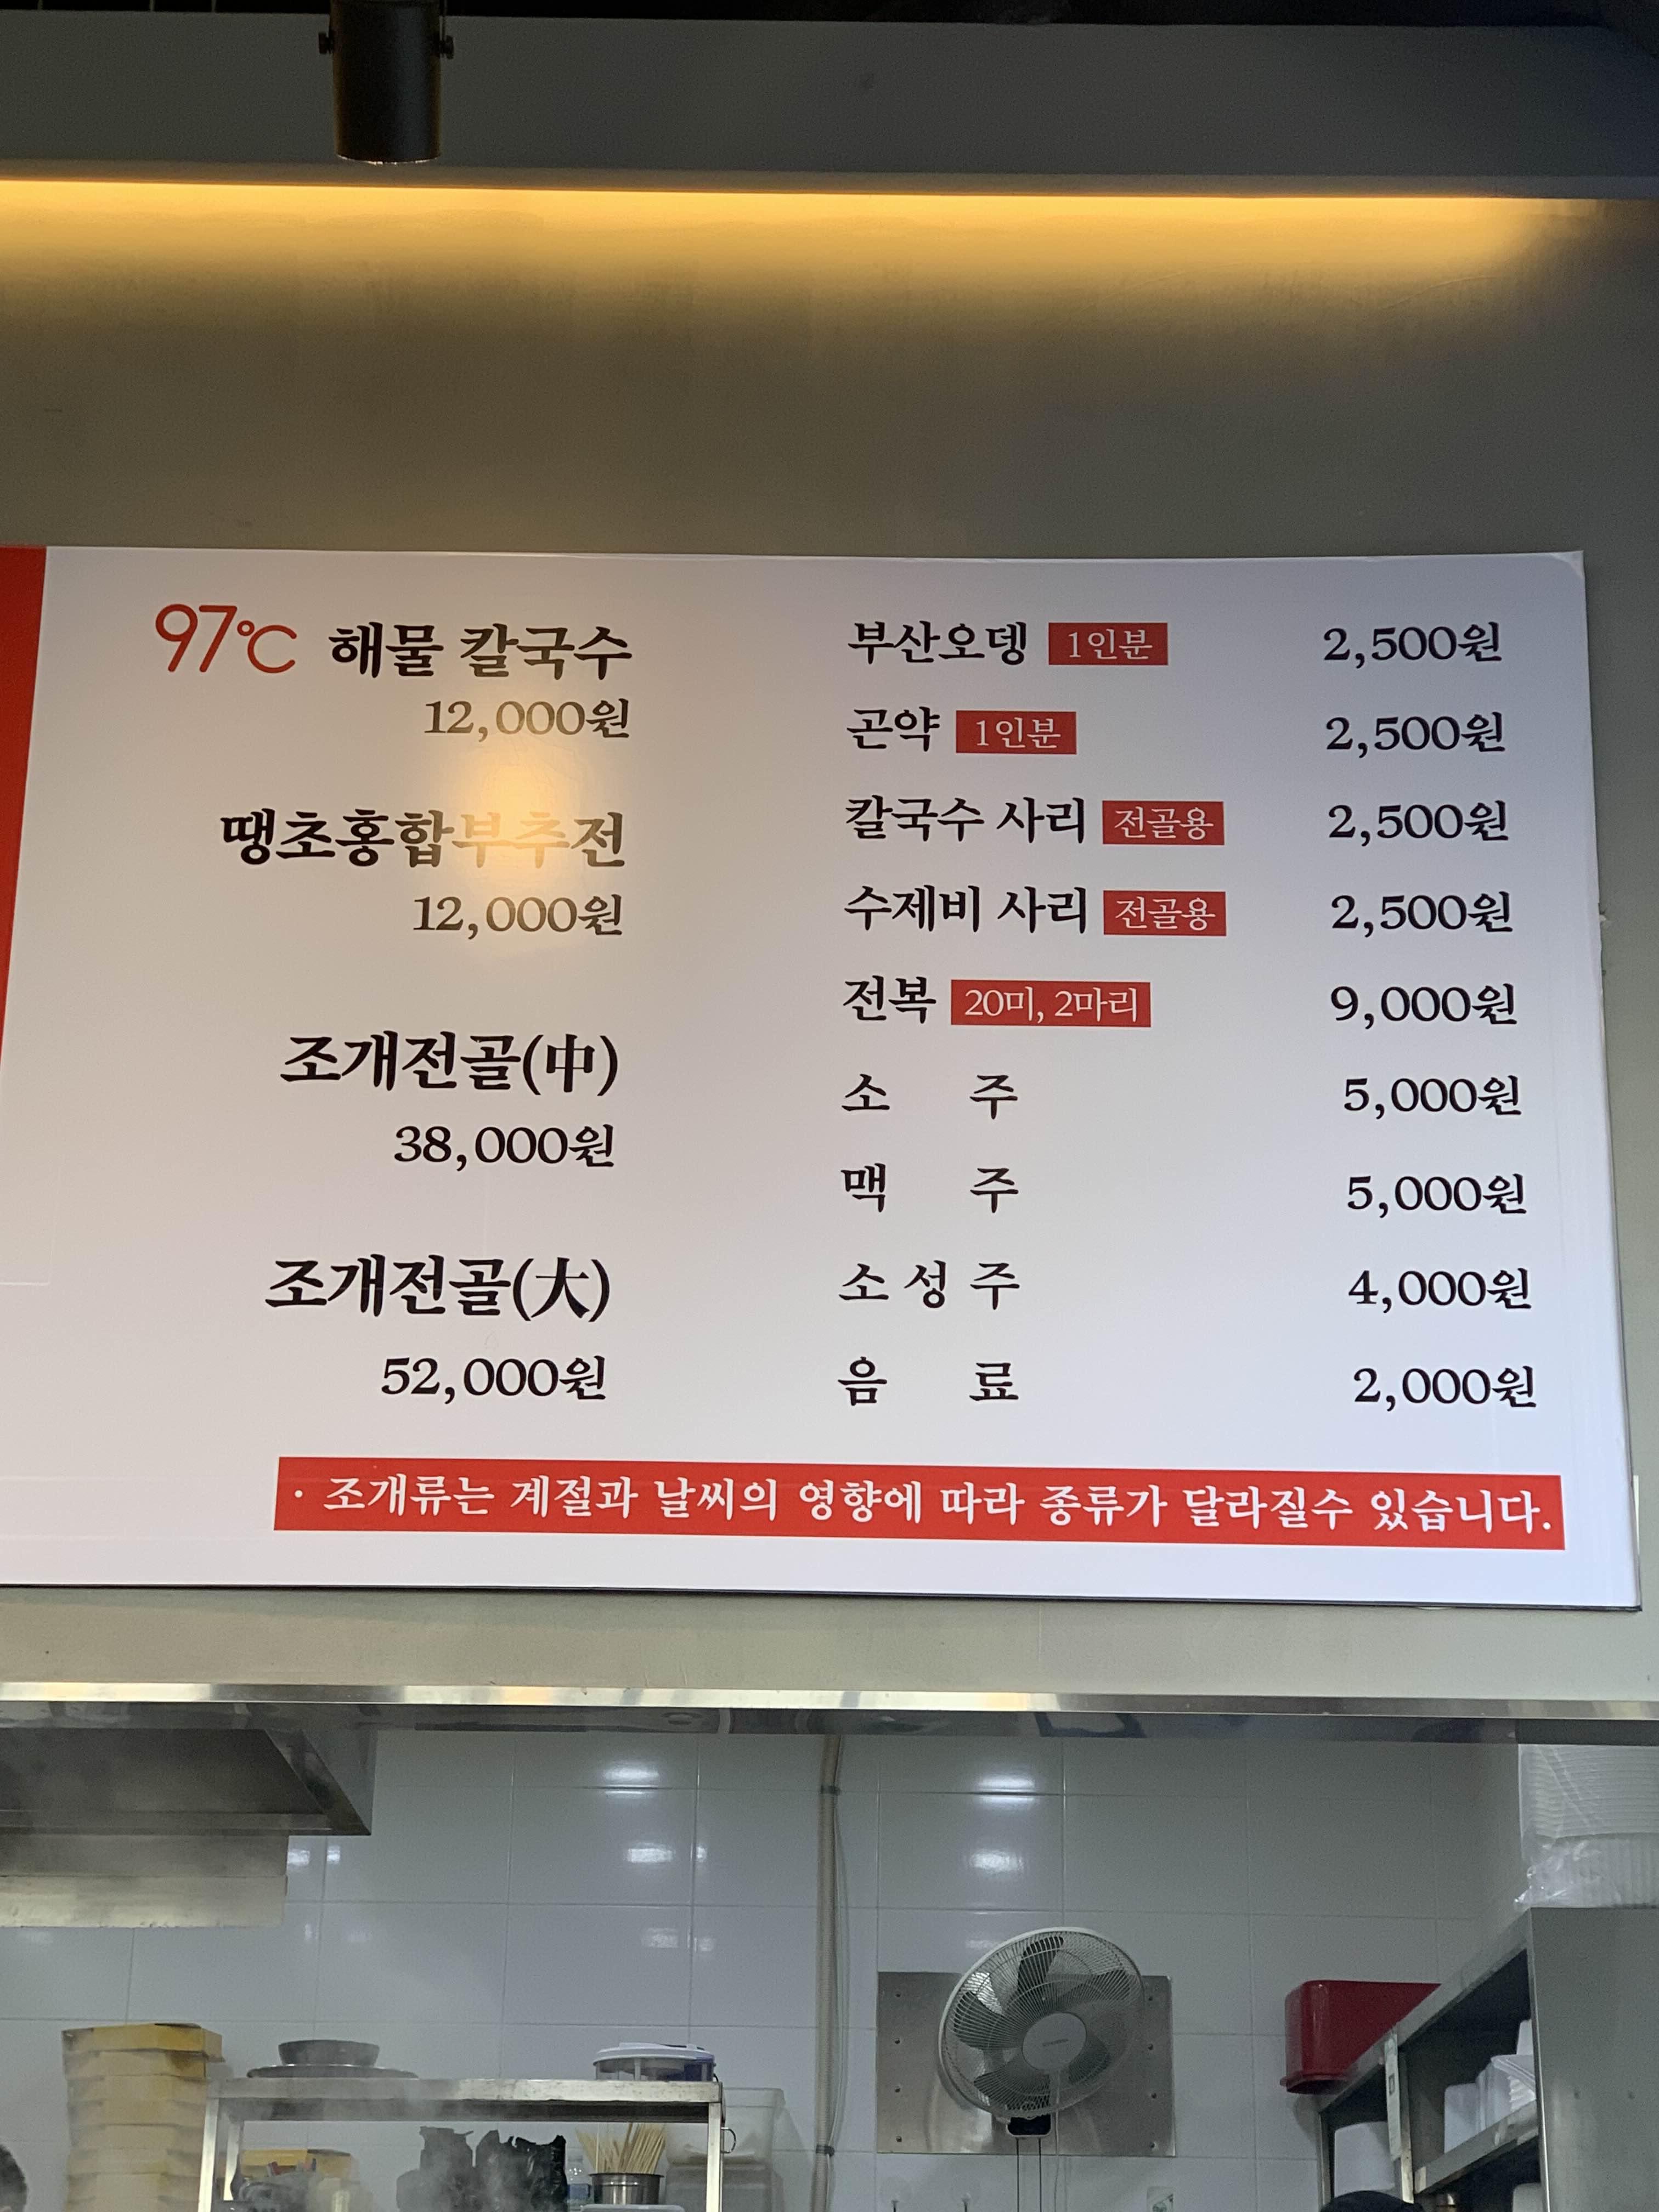 97℃ 해물 칼국수
12,000원
땡초홍합부추전
12,000원
조개전골(中)
38,000원
조개전골(大)
52,000원
부산오뎅 1인분 2,500원
곤약 1인분 2,500원
칼국수 사리 전골용 2,500원
수제비 사리 전골용 2,500원
전복 20미, 2마리 9,000원
소 주 5,000원
맥 주 5,000원
소 성 주 4,000원
음 료 2,000원
· 조개류는 계절과 날씨의 영향에 따라 종류가 달라질수 있습니다.